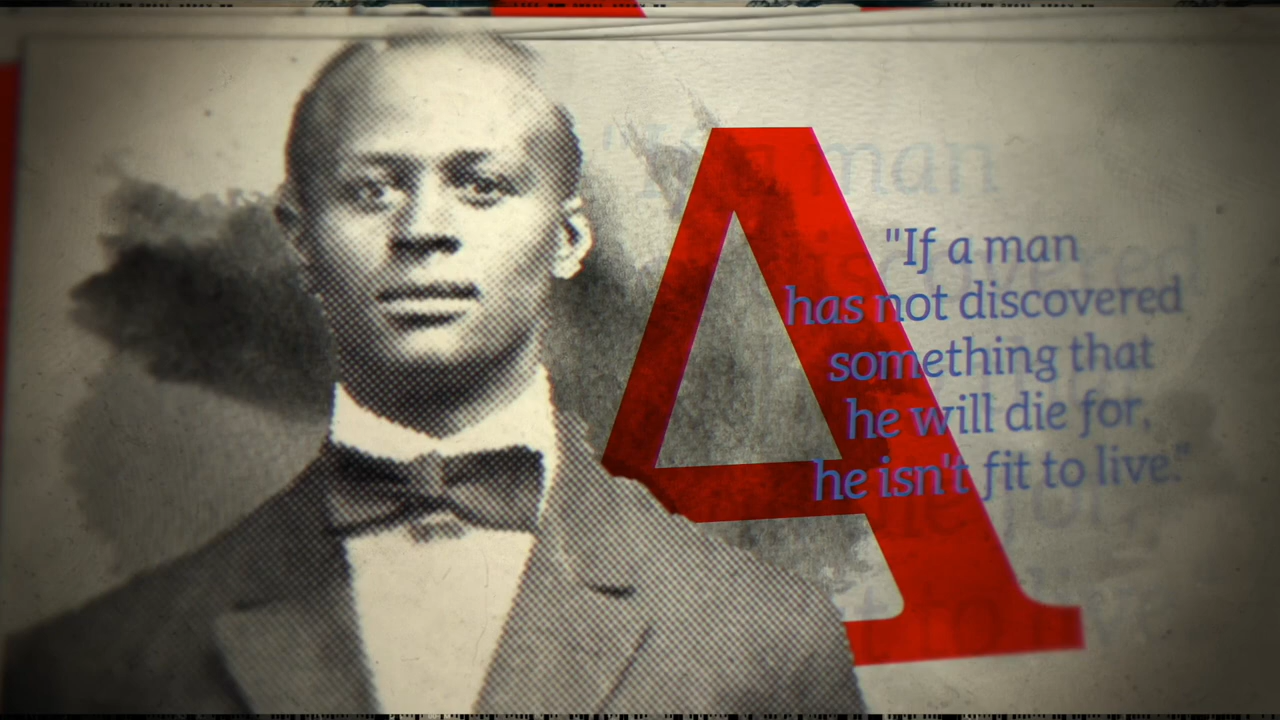 A
"If a man
has not discovered
something that
he will die for,
he isn't fit to live."